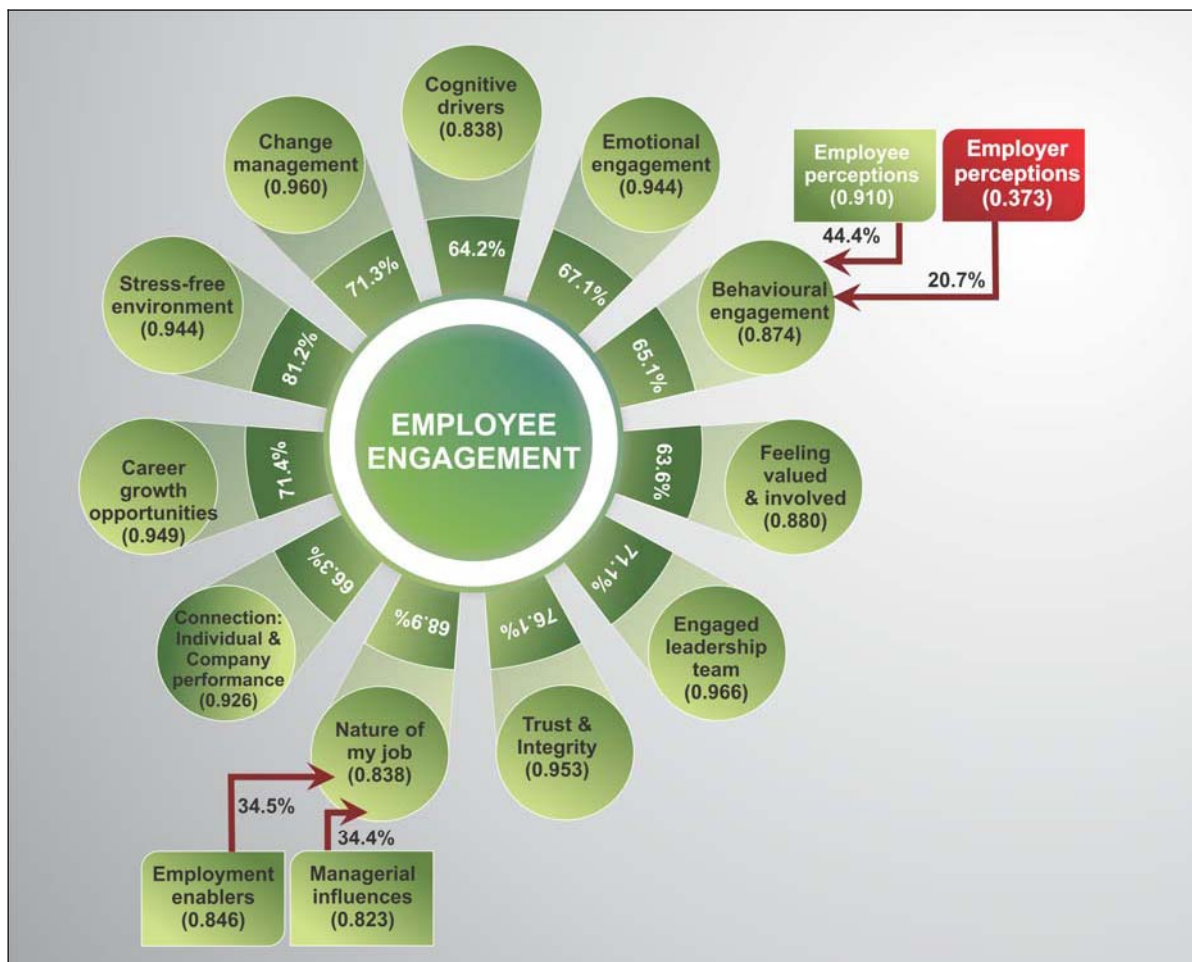 Cognitive
drivers
(0.838)
64.2%
Emotional
engagement
(0.944)
67.1%
Employee
perceptions
(0.910)
44.4%
Employer
perceptions
(0.373)
20.7%
Behavioural
engagement
(0.874)
65.1%
Feeling
valued
& involved
(0.880)
63.6%
Engaged
leadership
team
(0.966)
71.1%
Trust &
Integrity
(0.953)
76.1%
Nature of
my job
(0.838)
68.9%
34.5%
Employment
enablers
(0.846)
34.4%
Managerial
influences
(0.823)
Connection:
Individual &
Company
performance
(0.926)
66.3%
Career
growth
opportunities
(0.949)
71.4%
Stress-free
environment
(0.944)
81.2%
Change
management
(0.960)
71.3%
EMPLOYEE
ENGAGEMENT